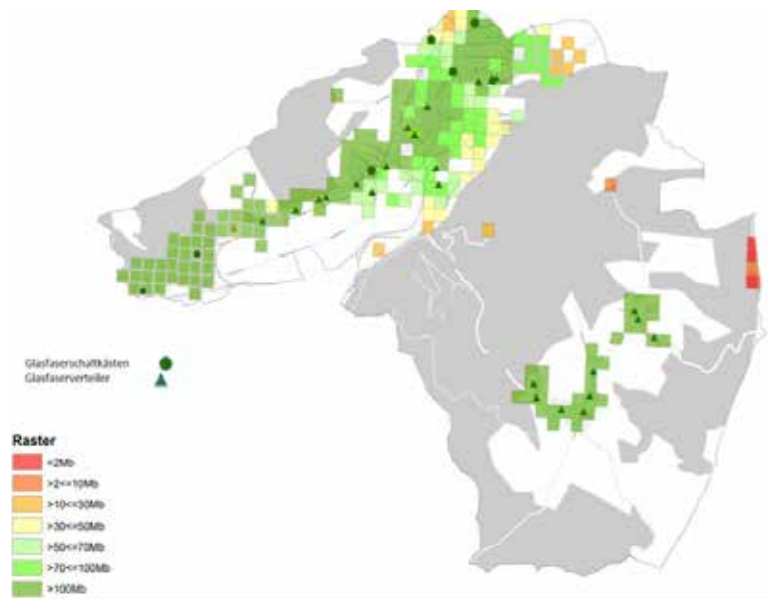 Glasfaserschaltkästen
Glasfaserverteiler
Raster
<2Mb
>2<=10Mb
>10<=30Mb
>30<=50Mb
>50<=70Mb
>70<=100Mb
>100Mb